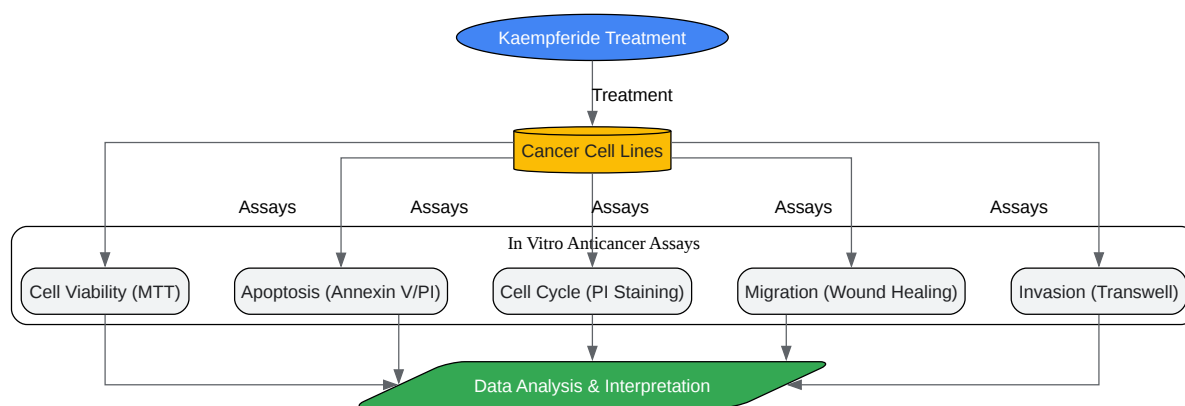 Kaempferide Treatment
Treatment
Cancer Cell Lines
Assays Assays Assays Assays Assays
In Vitro Anticancer Assays
Cell Viability (MTT) Apoptosis (Annexin V/PI) Cell Cycle (PI Staining) Migration (Wound Healing) Invasion (Transwell)
Data Analysis & Interpretation